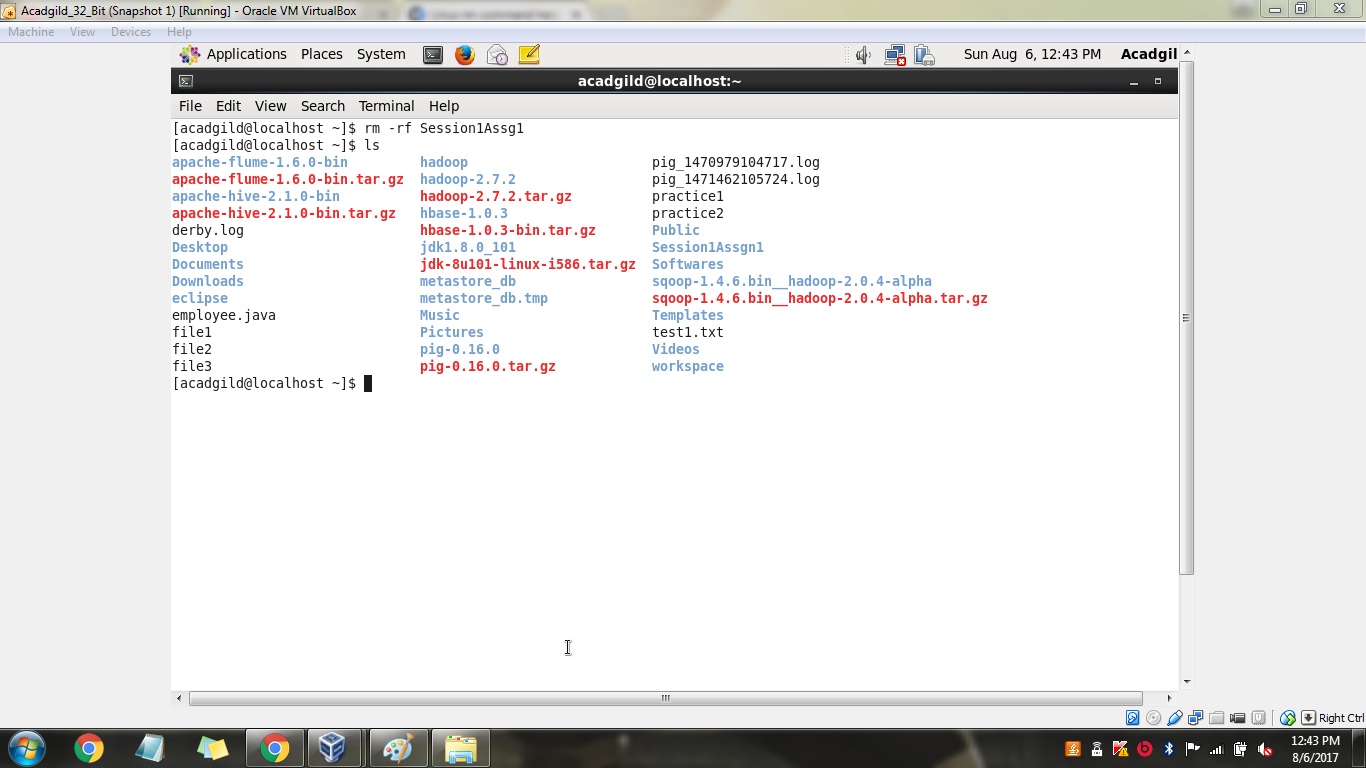 Acadgild_32_Bit (Snapshot 1) [Running] - Oracle VM VirtualBox
Machine View Devices Help
Applications Places System Sun Aug 6, 12:43 PM Acadgil
acadgild@localhost:~
File Edit View Search Terminal Help
[acadgild@localhost ~]$ rm -rf Session1Assg1
[acadgild@localhost ~]$ ls
apache-flume-1.6.0-bin hadoop pig_1470979104717.log
apache-flume-1.6.0-bin.tar.gz hadoop-2.7.2 pig_1471462105724.log
apache-hive-2.1.0-bin hadoop-2.7.2.tar.gz practice1
apache-hive-2.1.0-bin.tar.gz hbase-1.0.3 practice2
derby.log hbase-1.0.3-bin.tar.gz Public
Desktop jdk1.8.0_101 Session1Assgn1
Documents jdk-8u101-linux-i586.tar.gz Softwares
Downloads metastore_db sqoop-1.4.6.bin__hadoop-2.0.4-alpha
eclipse metastore_db.tmp sqoop-1.4.6.bin__hadoop-2.0.4-alpha.tar.gz
employee.java Music Templates
file1 Pictures test1.txt
file2 pig-0.16.0 Videos
file3 pig-0.16.0.tar.gz workspace
[acadgild@localhost ~]$
Right Ctrl
12:43 PM
8/6/2017